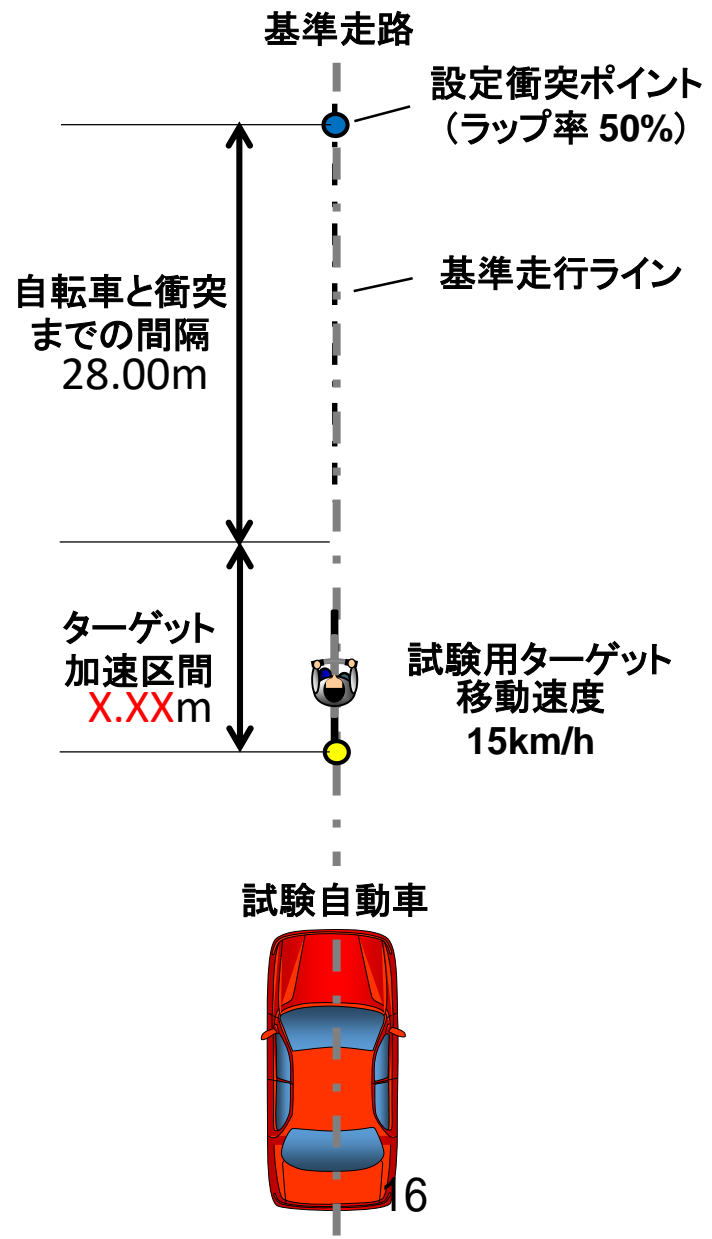 基準走路
設定衝突ポイント
（ラップ率 50%）
基準走行ライン
自転車と衝突
までの間隔
28.00m
ターゲット
加速区間
X.XXm
試験用ターゲット
移動速度
15km/h
試験自動車
16